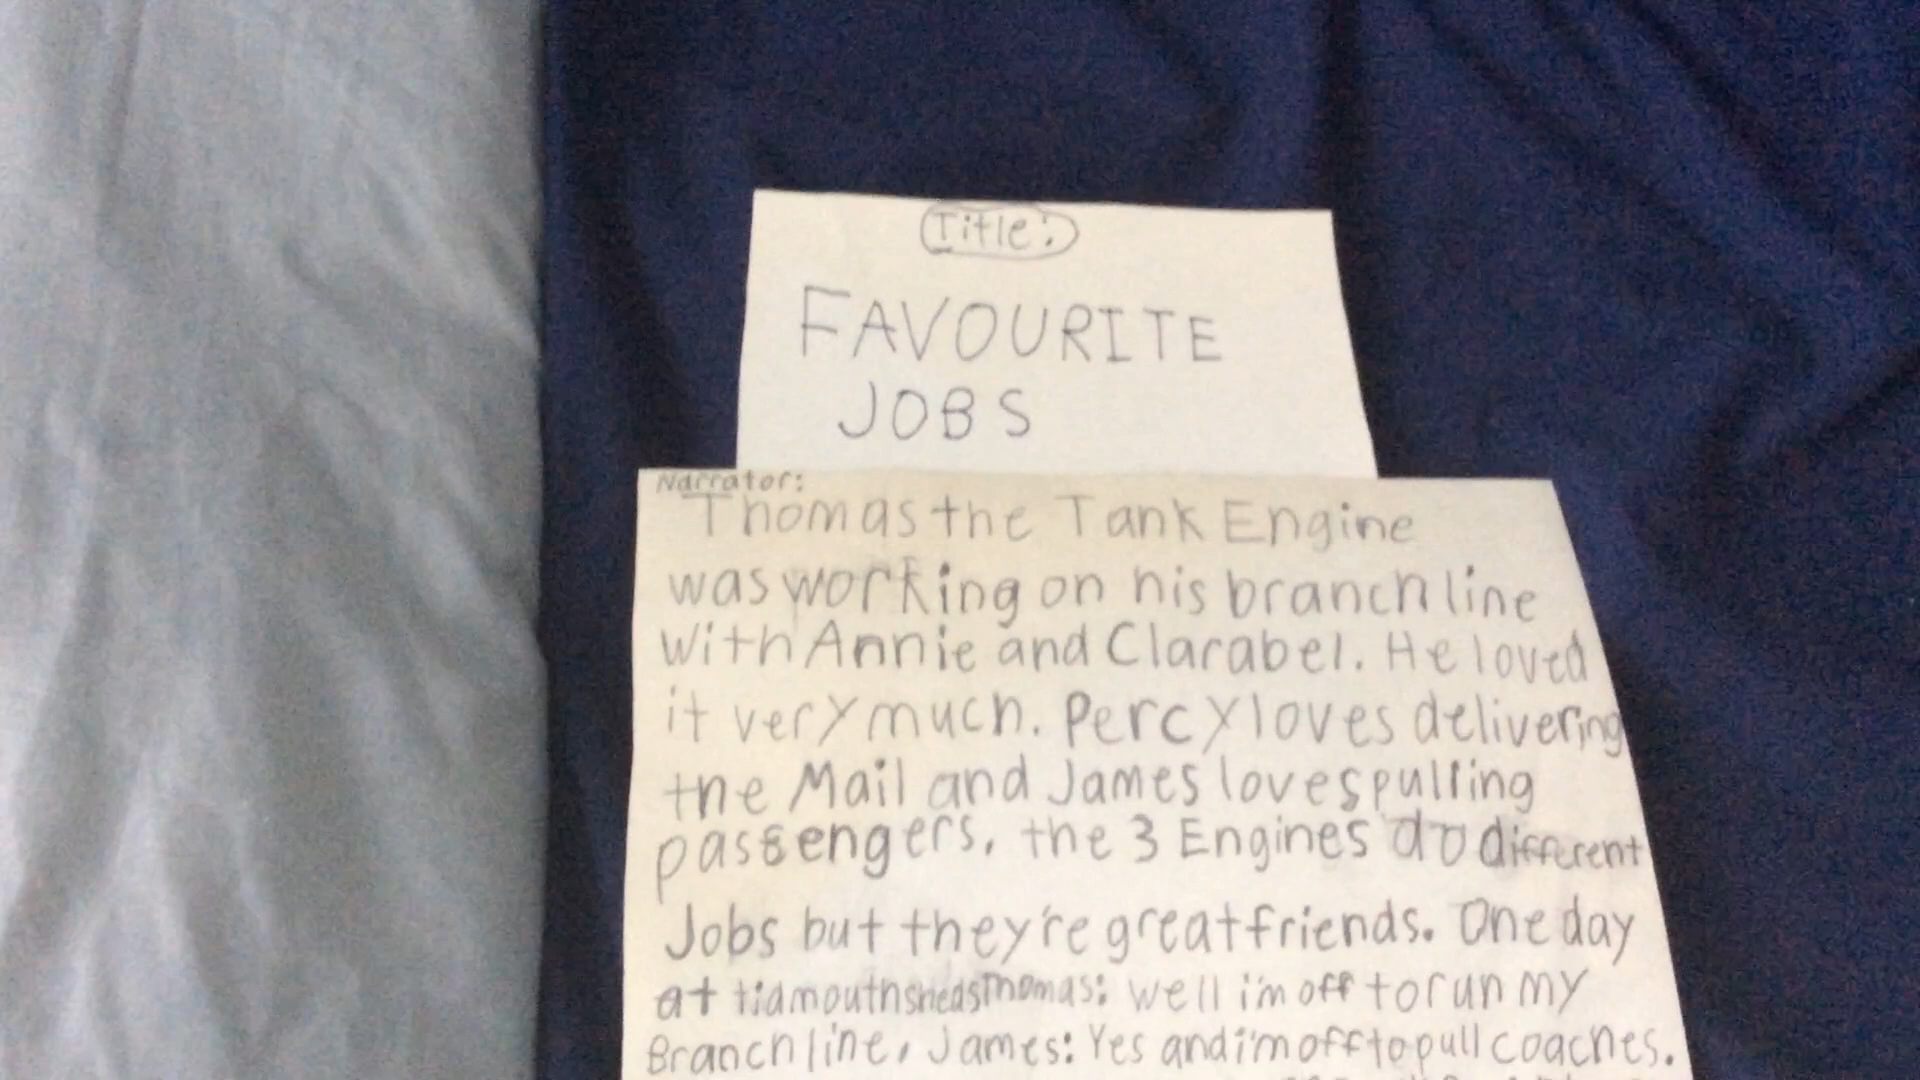 Title:
FAVOURITE
JOBS
Narrator:
Thomas the Tank Engine
was working on his branch line
with Annie and Clarabel. He loved
it very much. Percy loves delivering
the Mail and James loves pulling
passengers. the 3 Engines do different
Jobs but they're great friends. One day
at tidmouth sheds Thomas: well i'm off to run my
Branch line. James: Yes and i'm off to pull coaches.